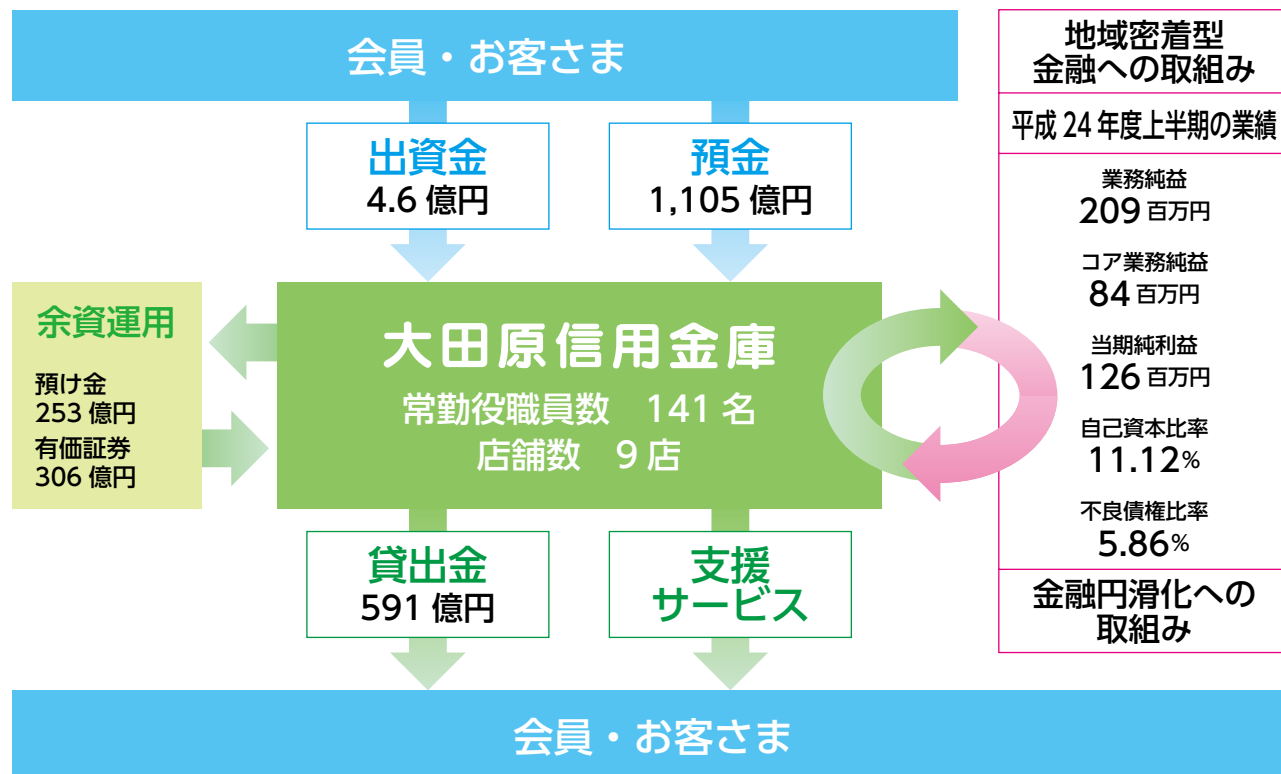 会員・お客さま
出資金
4.6 億円
預金
1,105 億円
余資運用
預け金
253 億円
有価証券
306 億円
大田原信用金庫
常勤役職員数 141 名
店舗数 9 店
貸出金
591 億円
支援
サービス
会員・お客さま
地域密着型
金融への取組み
平成 24 年度上半期の業績
業務純益
209 百万円
コア業務純益
84 百万円
当期純利益
126 百万円
自己資本比率
11.12%
不良債権比率
5.86%
金融円滑化への
取組み